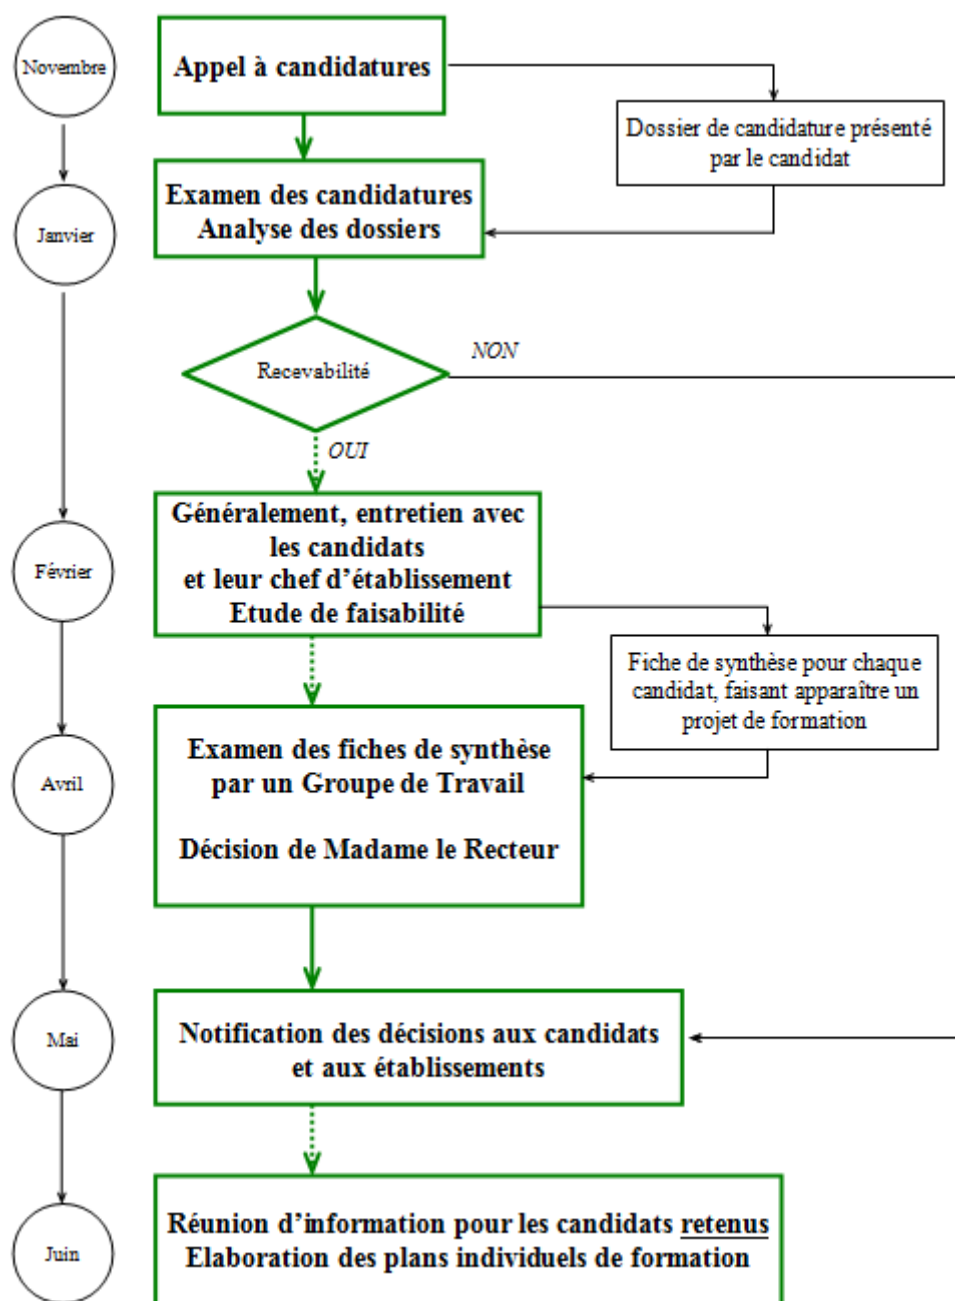 Novembre
Appel à candidatures
Dossier de candidature présenté
par le candidat
Janvier
Examen des candidatures
Analyse des dossiers
Recevabilité
NON
OUI
Février
Généralement, entretien avec
les candidats
et leur chef d'établissement
Etude de faisabilité
Fiche de synthèse pour chaque
candidat, faisant apparaître un
projet de formation
Avril
Examen des fiches de synthèse
par un Groupe de Travail
Décision de Madame le Recteur
Mai
Notification des décisions aux candidats
et aux établissements
Juin
Réunion d'information pour les candidats retenus
Elaboration des plans individuels de formation